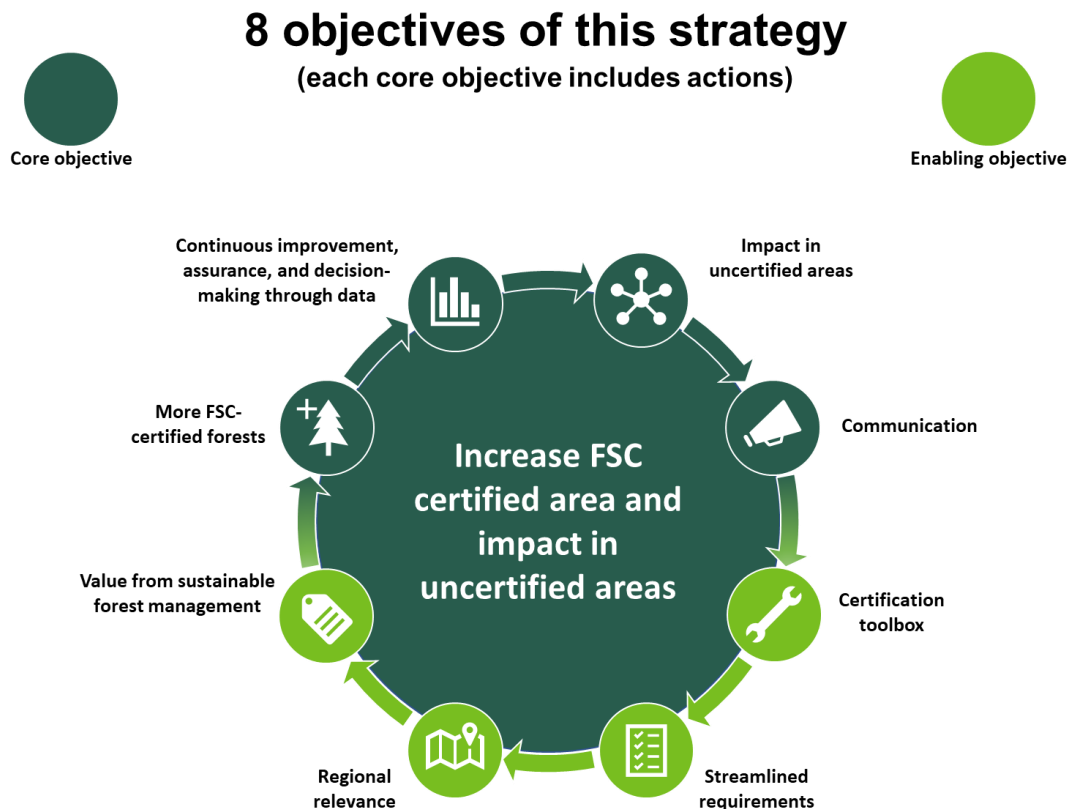 8 objectives of this strategy
(each core objective includes actions)
Core objective
Enabling objective
Continuous improvement,
assurance, and decision-
making through data
Impact in
uncertified areas
More FSC-
certified forests
Communication
Increase FSC
certified area and
impact in
uncertified areas
Value from sustainable
forest management
Certification
toolbox
Regional
relevance
Streamlined
requirements